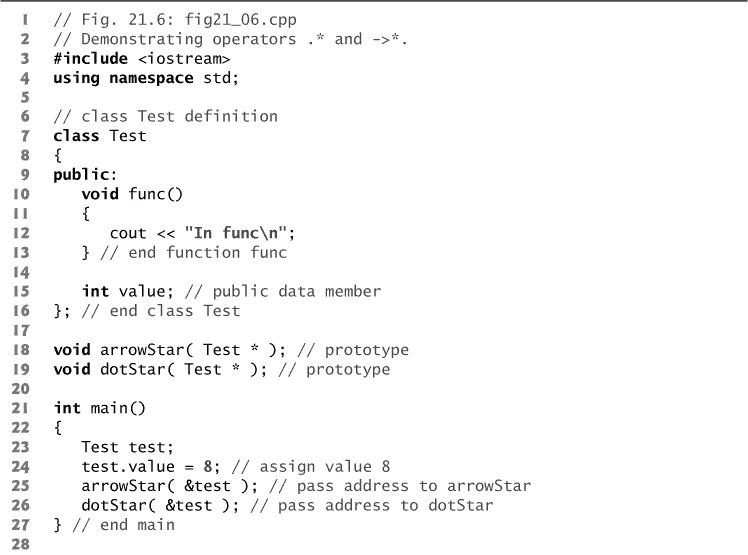 1 // Fig. 21.6: fig21_06.cpp
2 // Demonstrating operators .* and ->*.
3 #include <iostream>
4 using namespace std;
5
6 // class Test definition
7 class Test
8 {
9 public:
10 void func()
11 {
12 cout << "In func\n";
13 } // end function func
14
15 int value; // public data member
16 }; // end class Test
17
18 void arrowStar( Test * ); // prototype
19 void dotStar( Test * ); // prototype
20
21 int main()
22 {
23 Test test;
24 test.value = 8; // assign value 8
25 arrowStar( &test ); // pass address to arrowStar
26 dotStar( &test ); // pass address to dotStar
27 } // end main
28